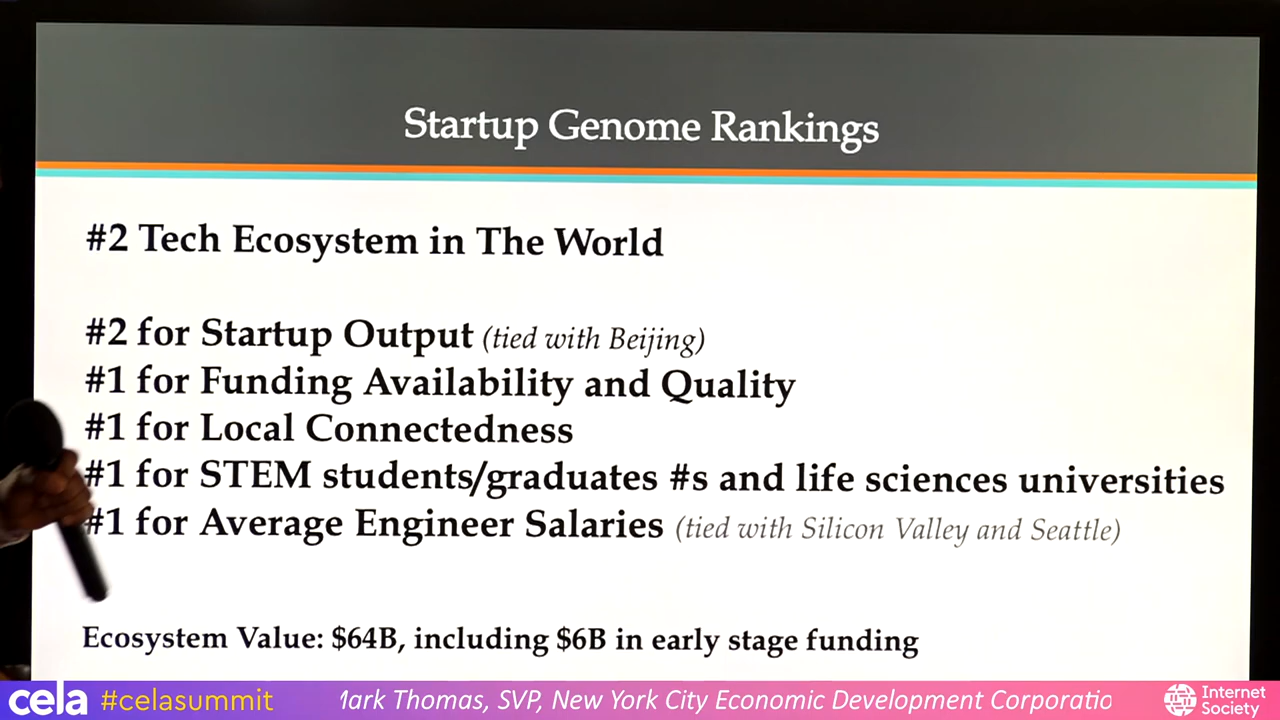 Startup Genome Rankings
#2 Tech Ecosystem in The World
#2 for Startup Output (tied with Beijing)
#1 for Funding Availability and Quality
#1 for Local Connectedness
#1 for STEM students/graduates #s and life sciences universities
#1 for Average Engineer Salaries (tied with Silicon Valley and Seattle)
Ecosystem Value: $64B, including $6B in early stage funding
cela #celasummit Mark Thomas, SVP, New York City Economic Development Corporatio Internet
Society